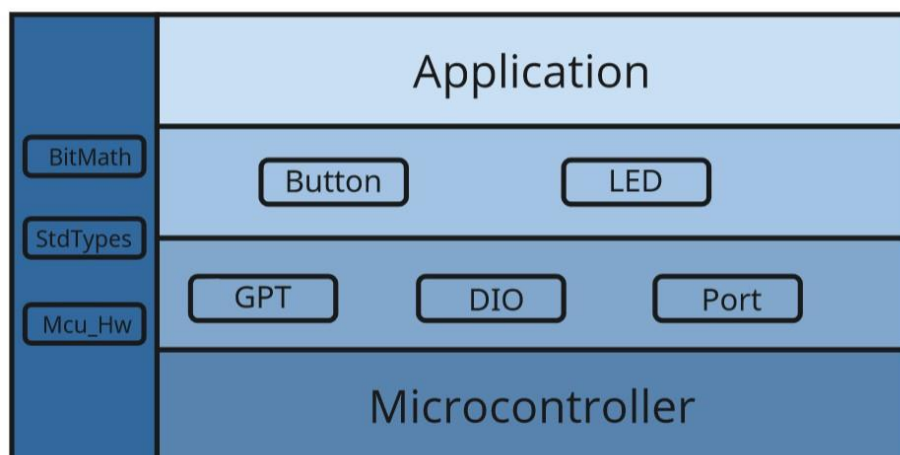 Application
BitMath
Button
LED
StdTypes
GPT
DIO
Port
Mcu_Hw
Microcontroller